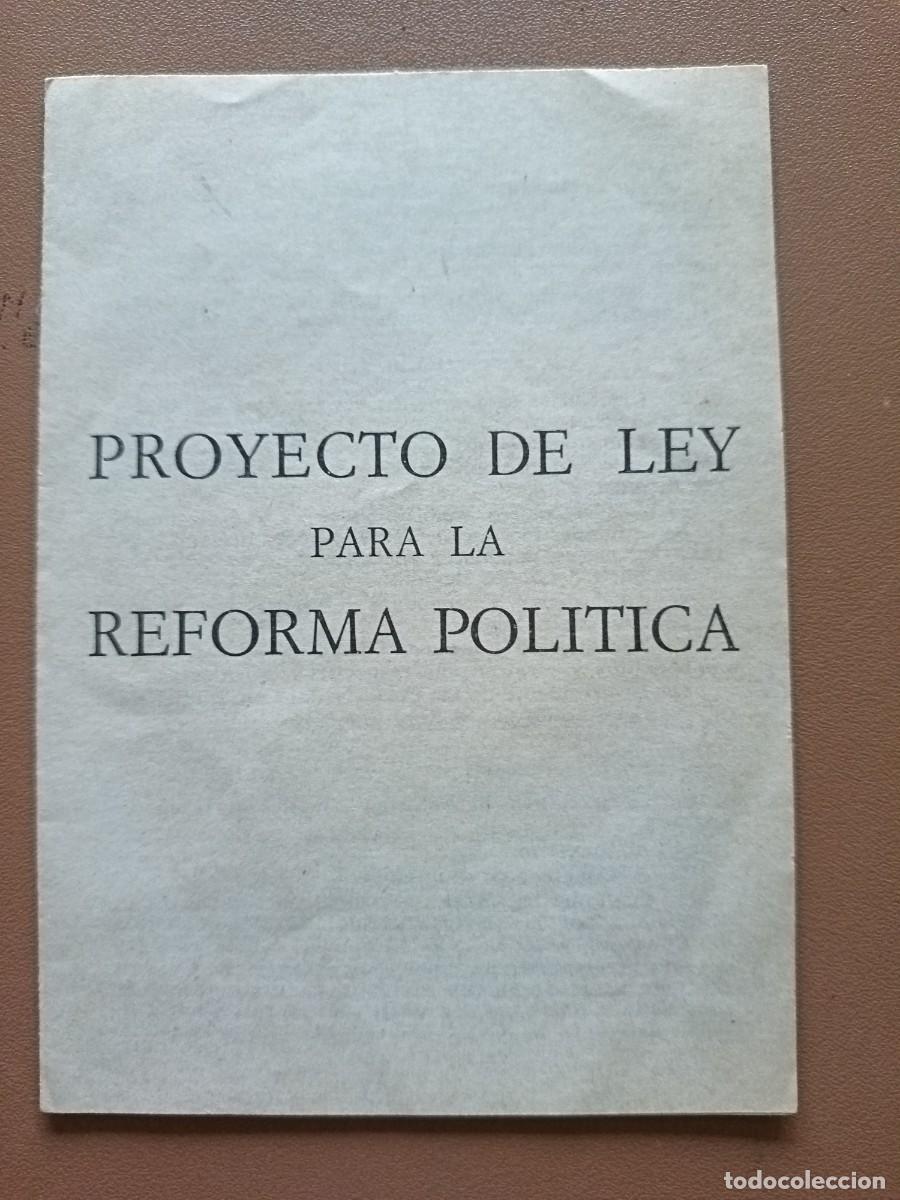 PROYECTO DE LEY
PARA LA
REFORMA POLITICA
todocoleccion